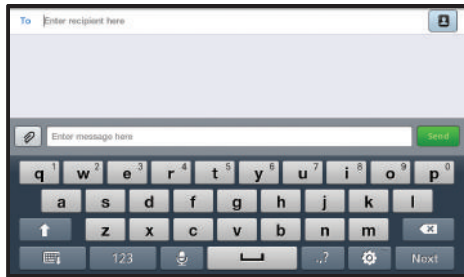 To Enter recipient here
Enter message here Send
q 1 w 2 e 3 r 4 t 5 y 6 u 7 i 8 o 9 p 0
a s d f g h j k l
z x c v b n m
123 .,? Next